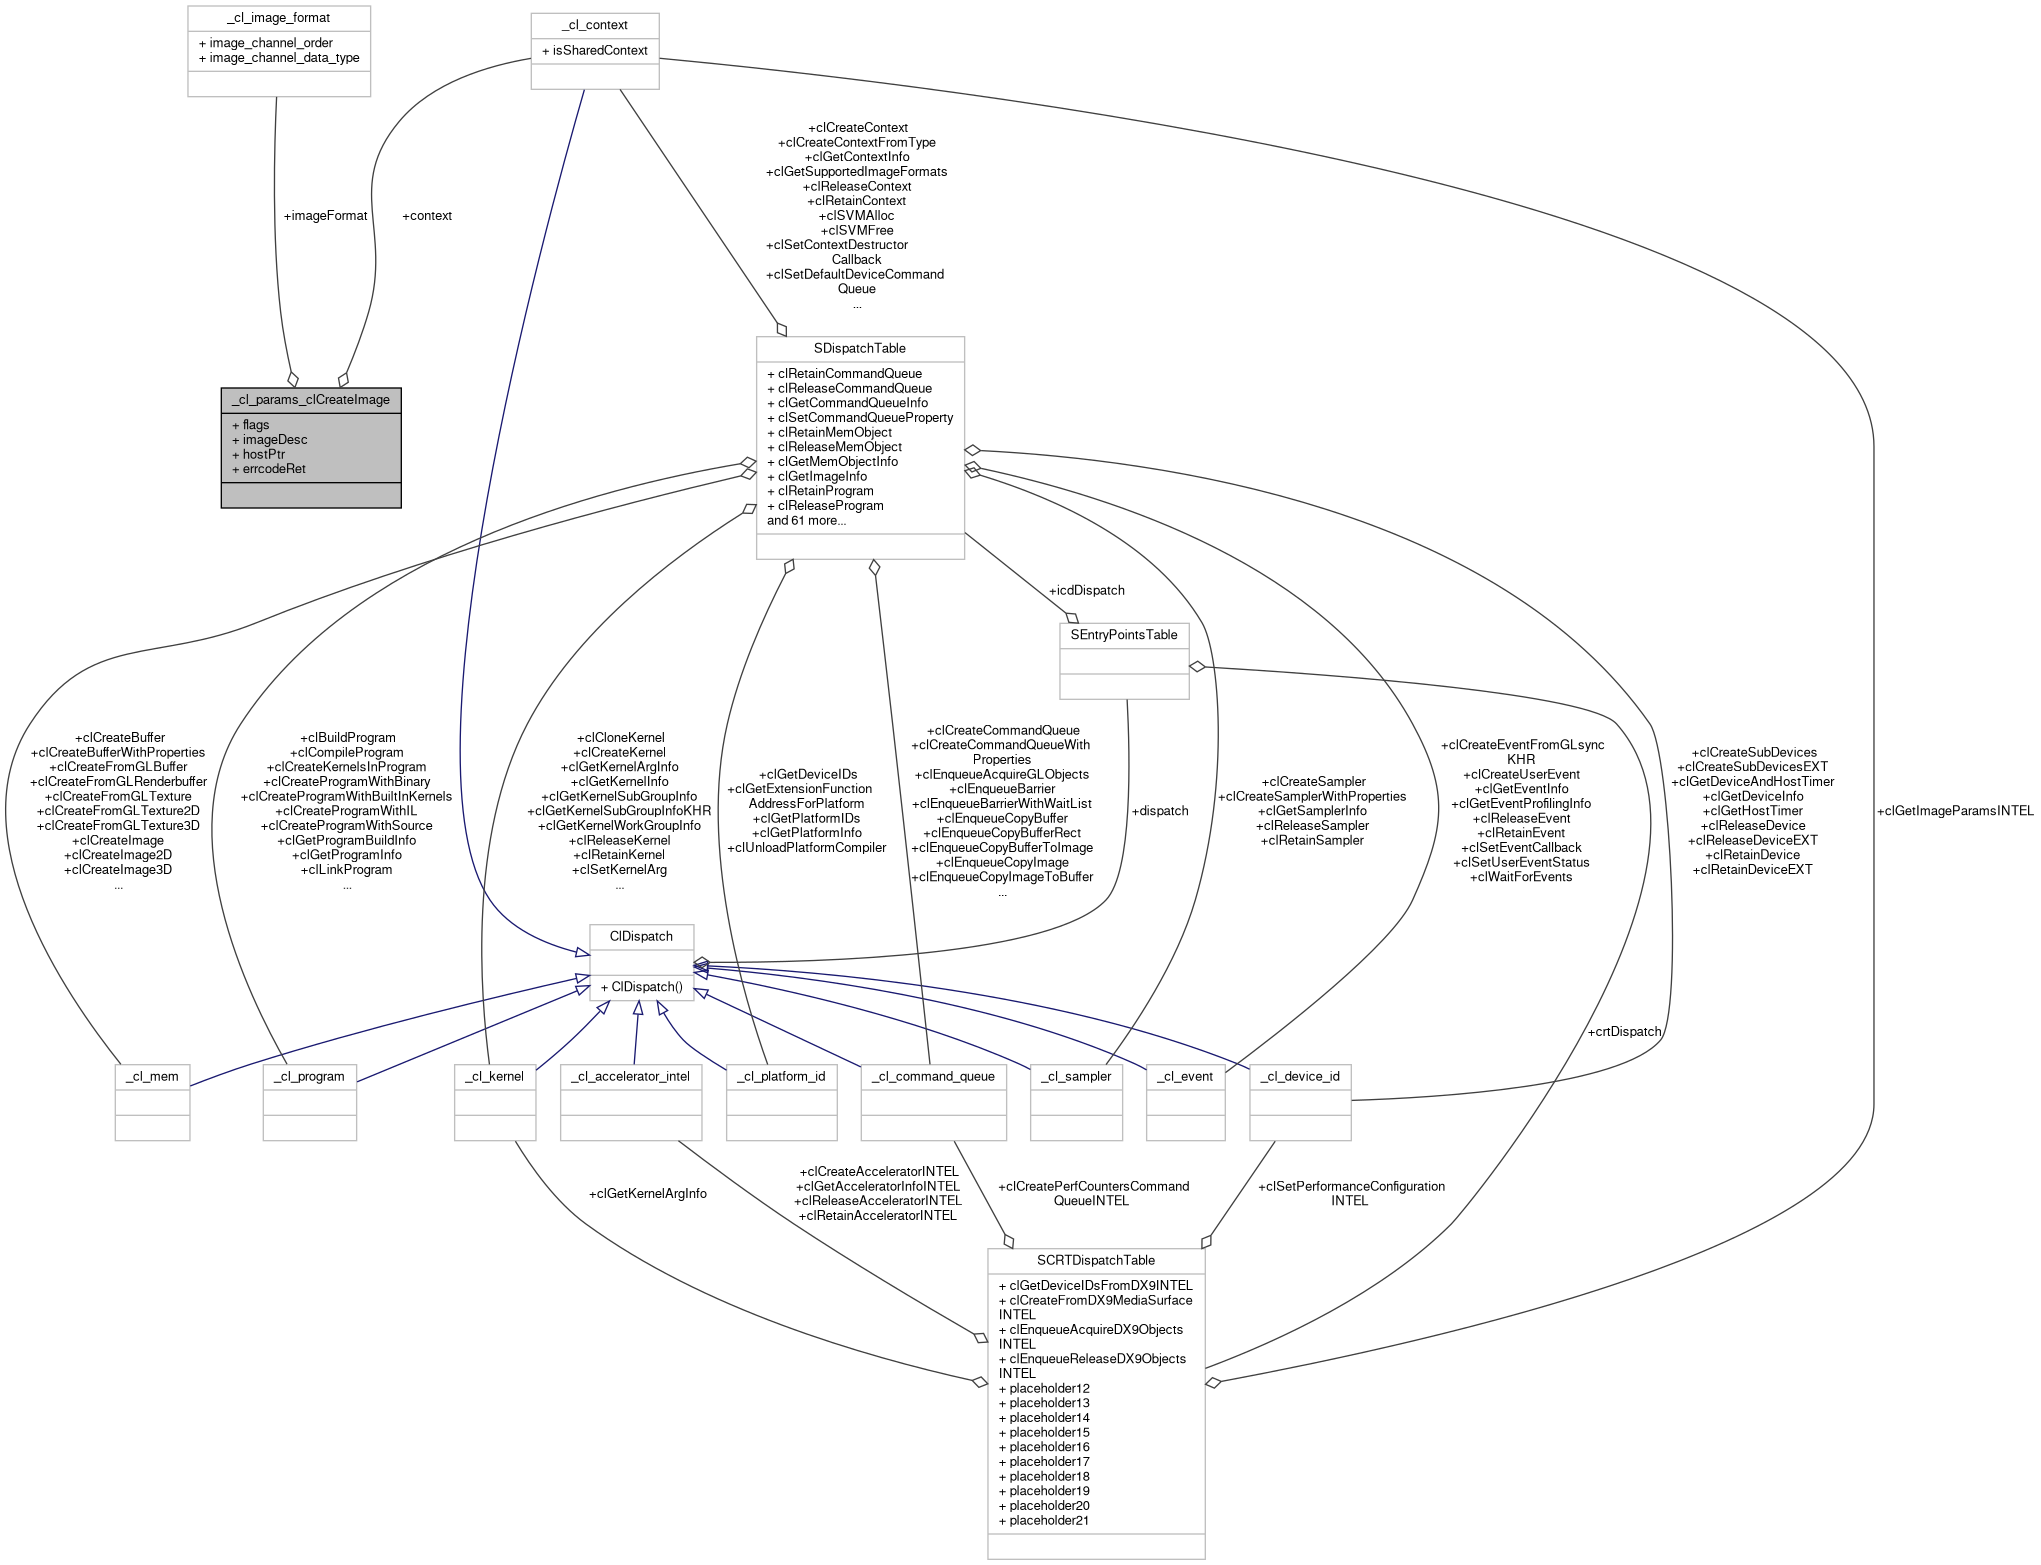 _cl_image_format
+ image_channel_order
+ image_channel_data_type
_cl_context
+ isSharedContext
+clCreateContext
+clCreateContextFromType
+clGetContextInfo
+clGetSupportedImageFormats
+clReleaseContext
+clRetainContext
+clSVMAlloc
+clSVMFree
+clSetContextDestructor
Callback
+clSetDefaultDeviceCommand
Queue
...
+imageFormat
+context
_cl_params_clCreateImage
+ flags
+ imageDesc
+ hostPtr
+ errcodeRet
SDispatchTable
+ clRetainCommandQueue
+ clReleaseCommandQueue
+ clGetCommandQueueInfo
+ clSetCommandQueueProperty
+ clRetainMemObject
+ clReleaseMemObject
+ clGetMemObjectInfo
+ clGetImageInfo
+ clRetainProgram
+ clReleaseProgram
and 61 more...
+icdDispatch
SEntryPointsTable
+clCreateBuffer
+clCreateBufferWithProperties
+clCreateFromGLBuffer
+clCreateFromGLRenderbuffer
+clCreateFromGLTexture
+clCreateFromGLTexture2D
+clCreateFromGLTexture3D
+clCreateImage
+clCreateImage2D
+clCreateImage3D
...
+clBuildProgram
+clCompileProgram
+clCreateKernelsInProgram
+clCreateProgramWithBinary
+clCreateProgramWithBuiltInKernels
+clCreateProgramWithIL
+clCreateProgramWithSource
+clGetProgramBuildInfo
+clGetProgramInfo
+clLinkProgram
...
+clCloneKernel
+clCreateKernel
+clGetKernelArgInfo
+clGetKernelInfo
+clGetKernelSubGroupInfo
+clGetKernelSubGroupInfoKHR
+clGetKernelWorkGroupInfo
+clReleaseKernel
+clRetainKernel
+clSetKernelArg
...
+clGetDeviceIDs
+clGetExtensionFunction
AddressForPlatform
+clGetPlatformIDs
+clGetPlatformInfo
+clUnloadPlatformCompiler
+clCreateCommandQueue
+clCreateCommandQueueWith
Properties
+clEnqueueAcquireGLObjects
+clEnqueueBarrier
+clEnqueueBarrierWithWaitList
+clEnqueueCopyBuffer
+clEnqueueCopyBufferRect
+clEnqueueCopyBufferToImage
+clEnqueueCopyImage
+clEnqueueCopyImageToBuffer
...
+dispatch
+clCreateSampler
+clCreateSamplerWithProperties
+clGetSamplerInfo
+clReleaseSampler
+clRetainSampler
+clCreateEventFromGLsync
KHR
+clCreateUserEvent
+clGetEventInfo
+clGetEventProfilingInfo
+clReleaseEvent
+clRetainEvent
+clSetEventCallback
+clSetUserEventStatus
+clWaitForEvents
+clCreateSubDevices
+clCreateSubDevicesEXT
+clGetDeviceAndHostTimer
+clGetDeviceInfo
+clGetHostTimer
+clReleaseDevice
+clReleaseDeviceEXT
+clRetainDevice
+clRetainDeviceEXT
+clGetImageParamsINTEL
ClDispatch
+ ClDispatch()
+crtDispatch
_cl_mem
_cl_program
_cl_kernel
_cl_accelerator_intel
_cl_platform_id
_cl_command_queue
_cl_sampler
_cl_event
_cl_device_id
+clGetKernelArgInfo
+clCreateAcceleratorINTEL
+clGetAcceleratorInfoINTEL
+clReleaseAcceleratorINTEL
+clRetainAcceleratorINTEL
+clCreatePerfCountersCommand
QueueINTEL
+clSetPerformanceConfiguration
INTEL
SCRTDispatchTable
+ clGetDeviceIDsFromDX9INTEL
+ clCreateFromDX9MediaSurface
INTEL
+ clEnqueueAcquireDX9Objects
INTEL
+ clEnqueueReleaseDX9Objects
INTEL
+ placeholder12
+ placeholder13
+ placeholder14
+ placeholder15
+ placeholder16
+ placeholder17
+ placeholder18
+ placeholder19
+ placeholder20
+ placeholder21